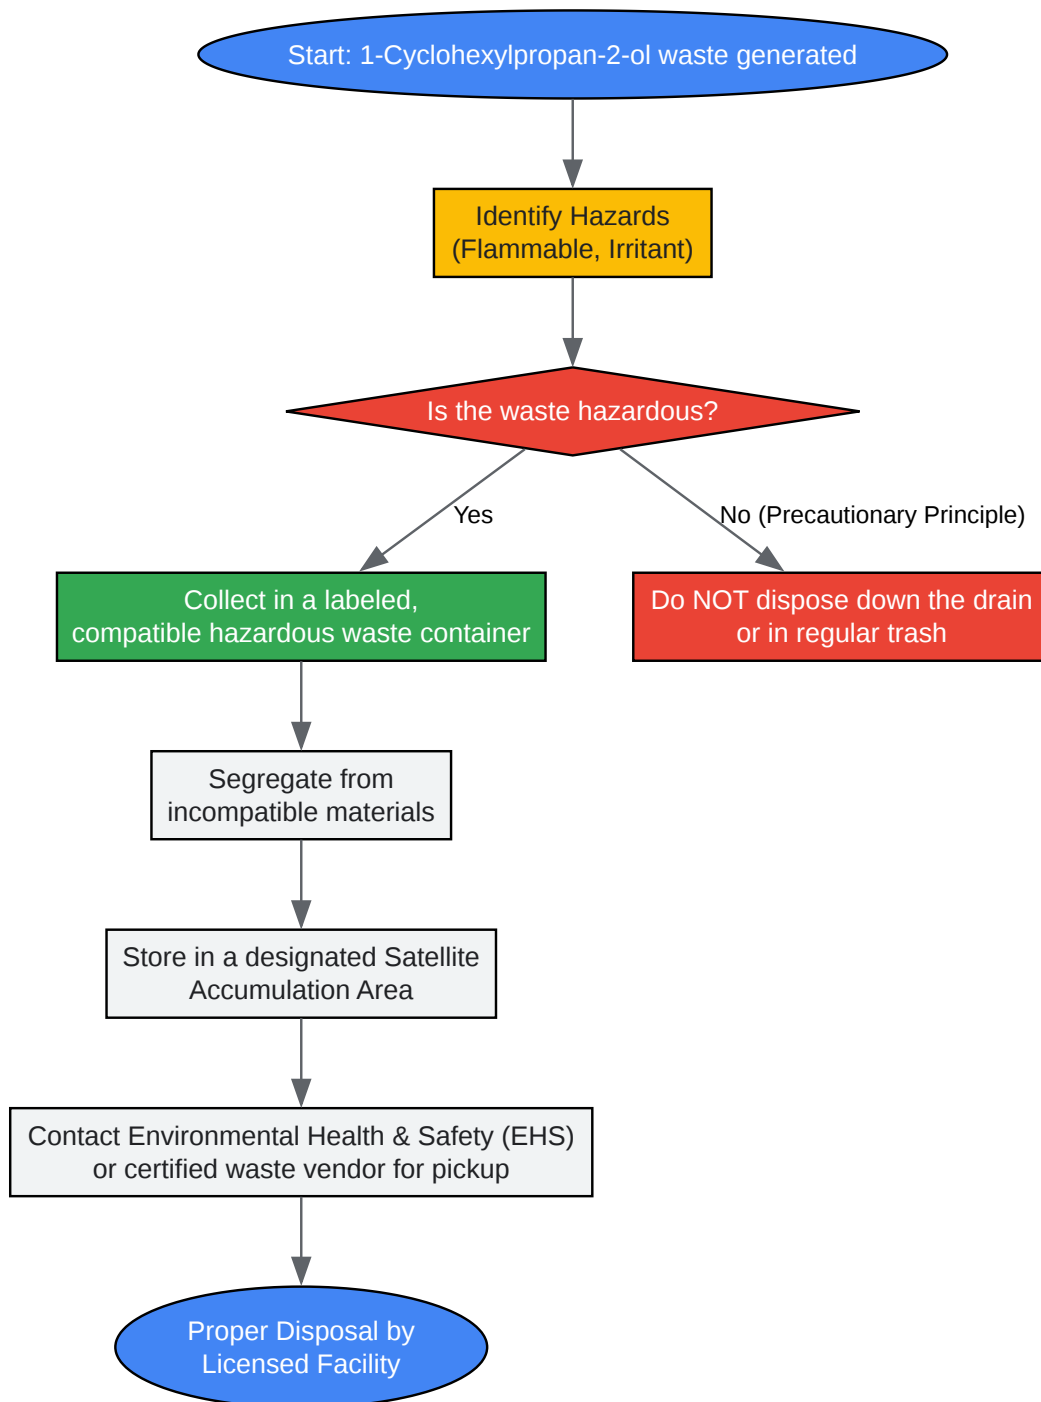 Start: 1-Cyclohexylpropan-2-ol waste generated
Identify Hazards
(Flammable, Irritant)
Is the waste hazardous?
Yes
No (Precautionary Principle)
Collect in a labeled,
compatible hazardous waste container
Do NOT dispose down the drain
or in regular trash
Segregate from
incompatible materials
Store in a designated Satellite
Accumulation Area
Contact Environmental Health & Safety (EHS)
or certified waste vendor for pickup
Proper Disposal by
Licensed Facility